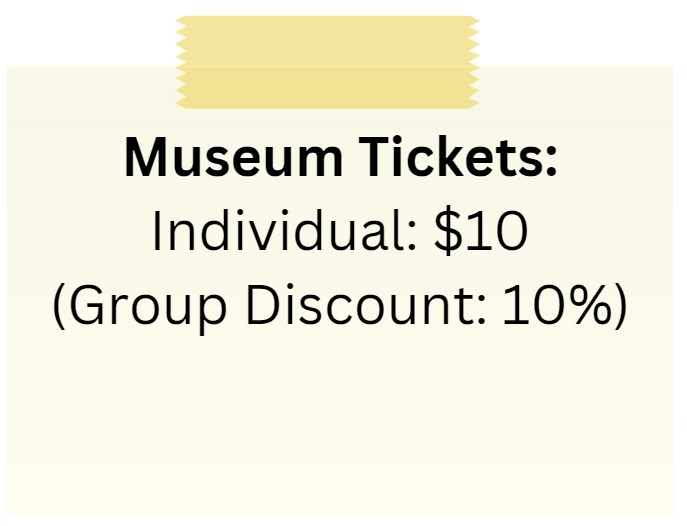 Museum Tickets:
Individual: $10
(Group Discount: 10%)